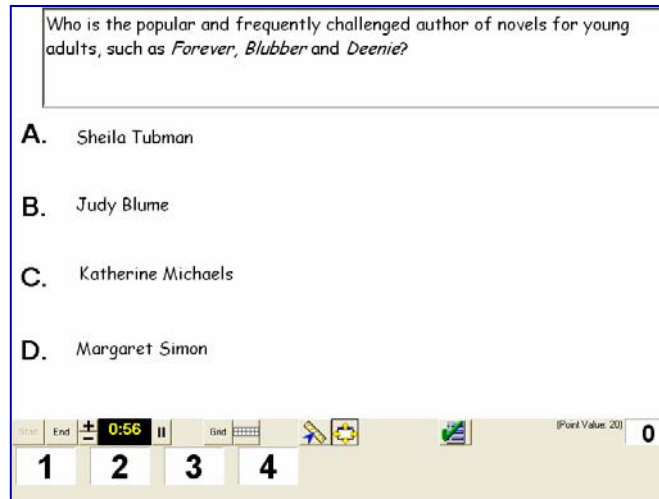 Who is the popular and frequently challenged author of novels for young
adults, such as Forever, Blubber and Deenie?
A. Sheila Tubman
B. Judy Blume
C. Katherine Michaels
D. Margaret Simon
Start End 0:56 Grid [Point Value: 20] 0
1 2 3 4